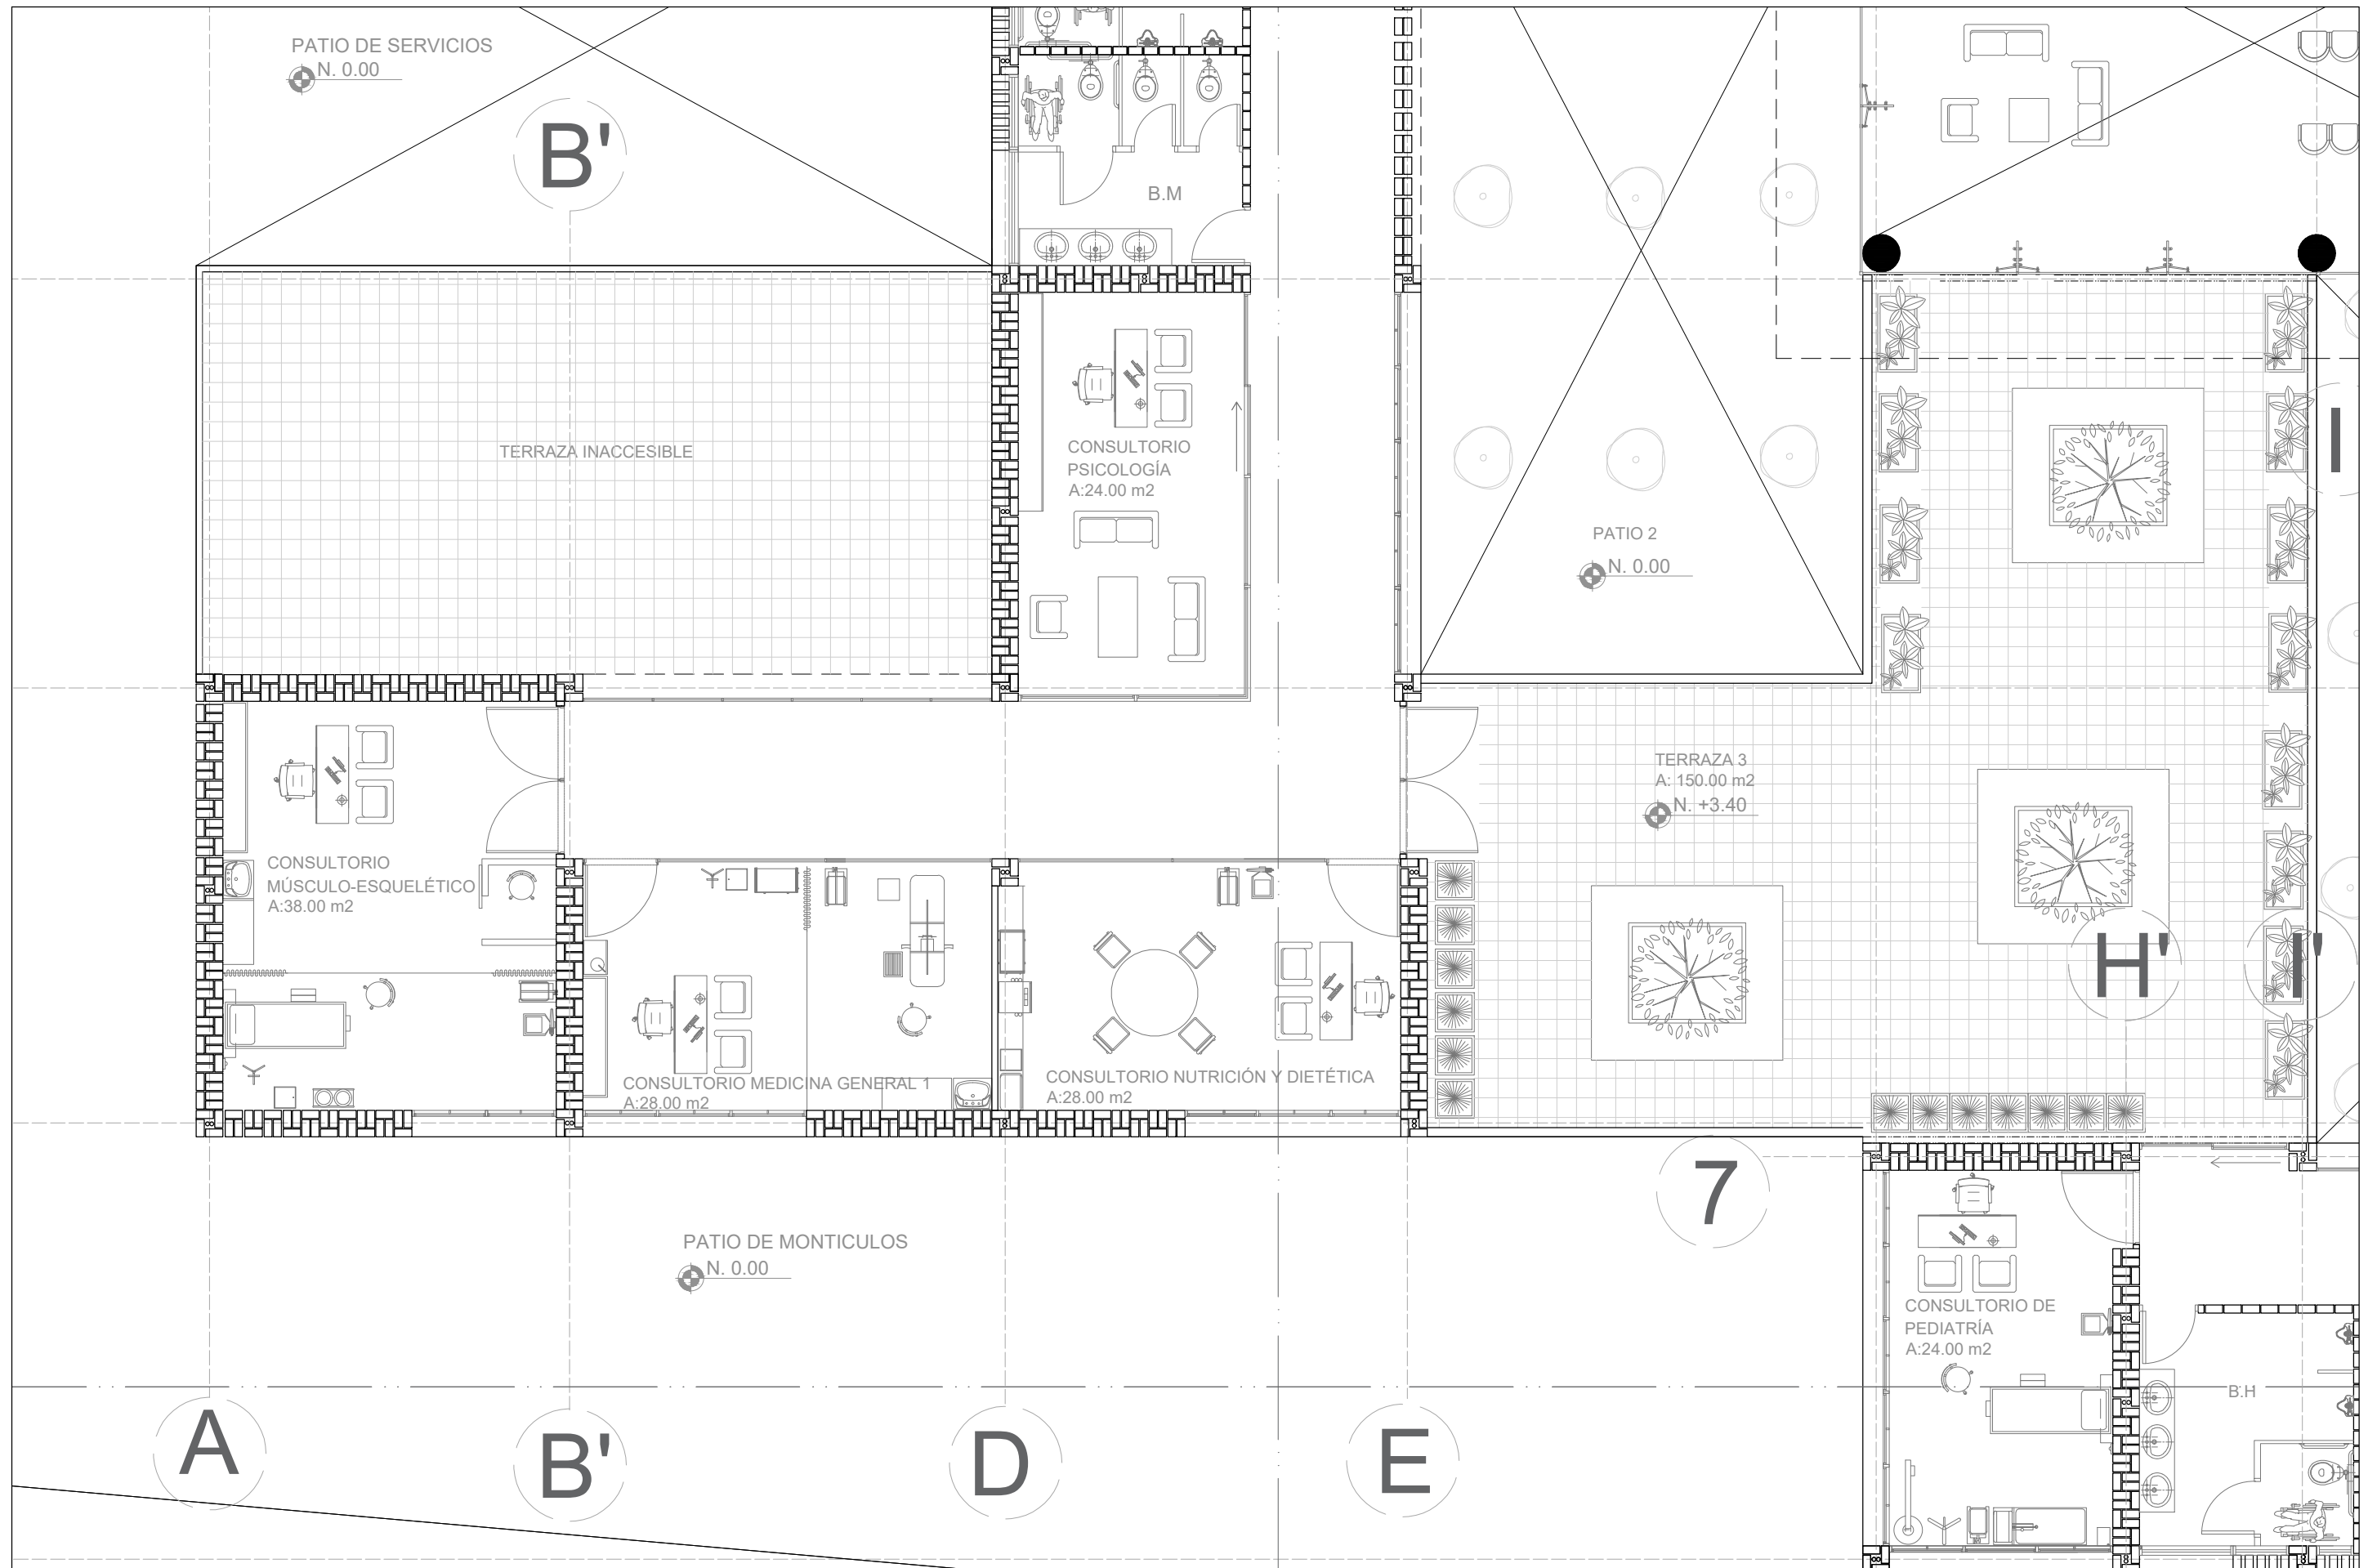 PATIO DE SERVICIOS
N. 0.00
B'
B.M
TERRAZA INACCESIBLE
CONSULTORIO
PSICOLOGÍA
A:24.00 m2
PATIO 2
N. 0.00
I
TERRAZA 3
A: 150.00 m2
N. +3.40
CONSULTORIO
MÚSCULO-ESQUELÉTICO
A:38.00 m2
H'
I'
CONSULTORIO MEDICINA GENERAL 1
A:28.00 m2
CONSULTORIO NUTRICIÓN Y DIETÉTICA
A:28.00 m2
7
PATIO DE MONTICULOS
N. 0.00
CONSULTORIO DE
PEDIATRÍA
A:24.00 m2
B.H
A
B'
D
E